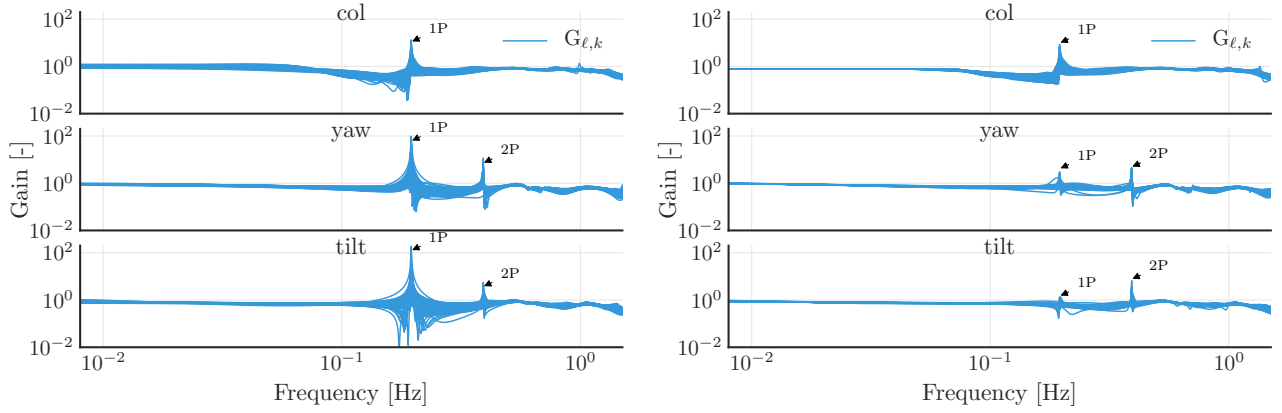 col
10^2
1P
G_{ℓ,k}
10^0
10^{-2}
yaw
10^2
1P
2P
10^0
10^{-2}
tilt
10^2
1P
2P
10^0
10^{-2}
Gain [-]
10^{-2} 10^{-1} 10^0
Frequency [Hz]
col
10^2
1P
G_{ℓ,k}
10^0
10^{-2}
yaw
10^2
1P
2P
10^0
10^{-2}
tilt
10^2
1P
2P
10^0
10^{-2}
Gain [-]
10^{-2} 10^{-1} 10^0
Frequency [Hz]